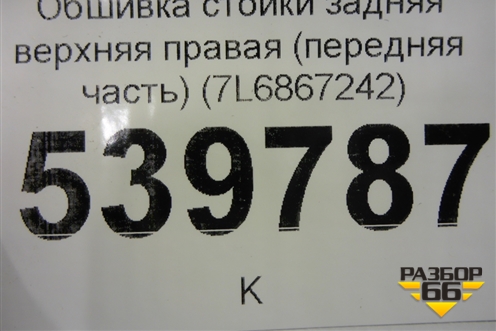 Обшивка стойки задняя
верхняя правая (передняя
часть) (7L6867242)
539787
К
РАЗБОР
66